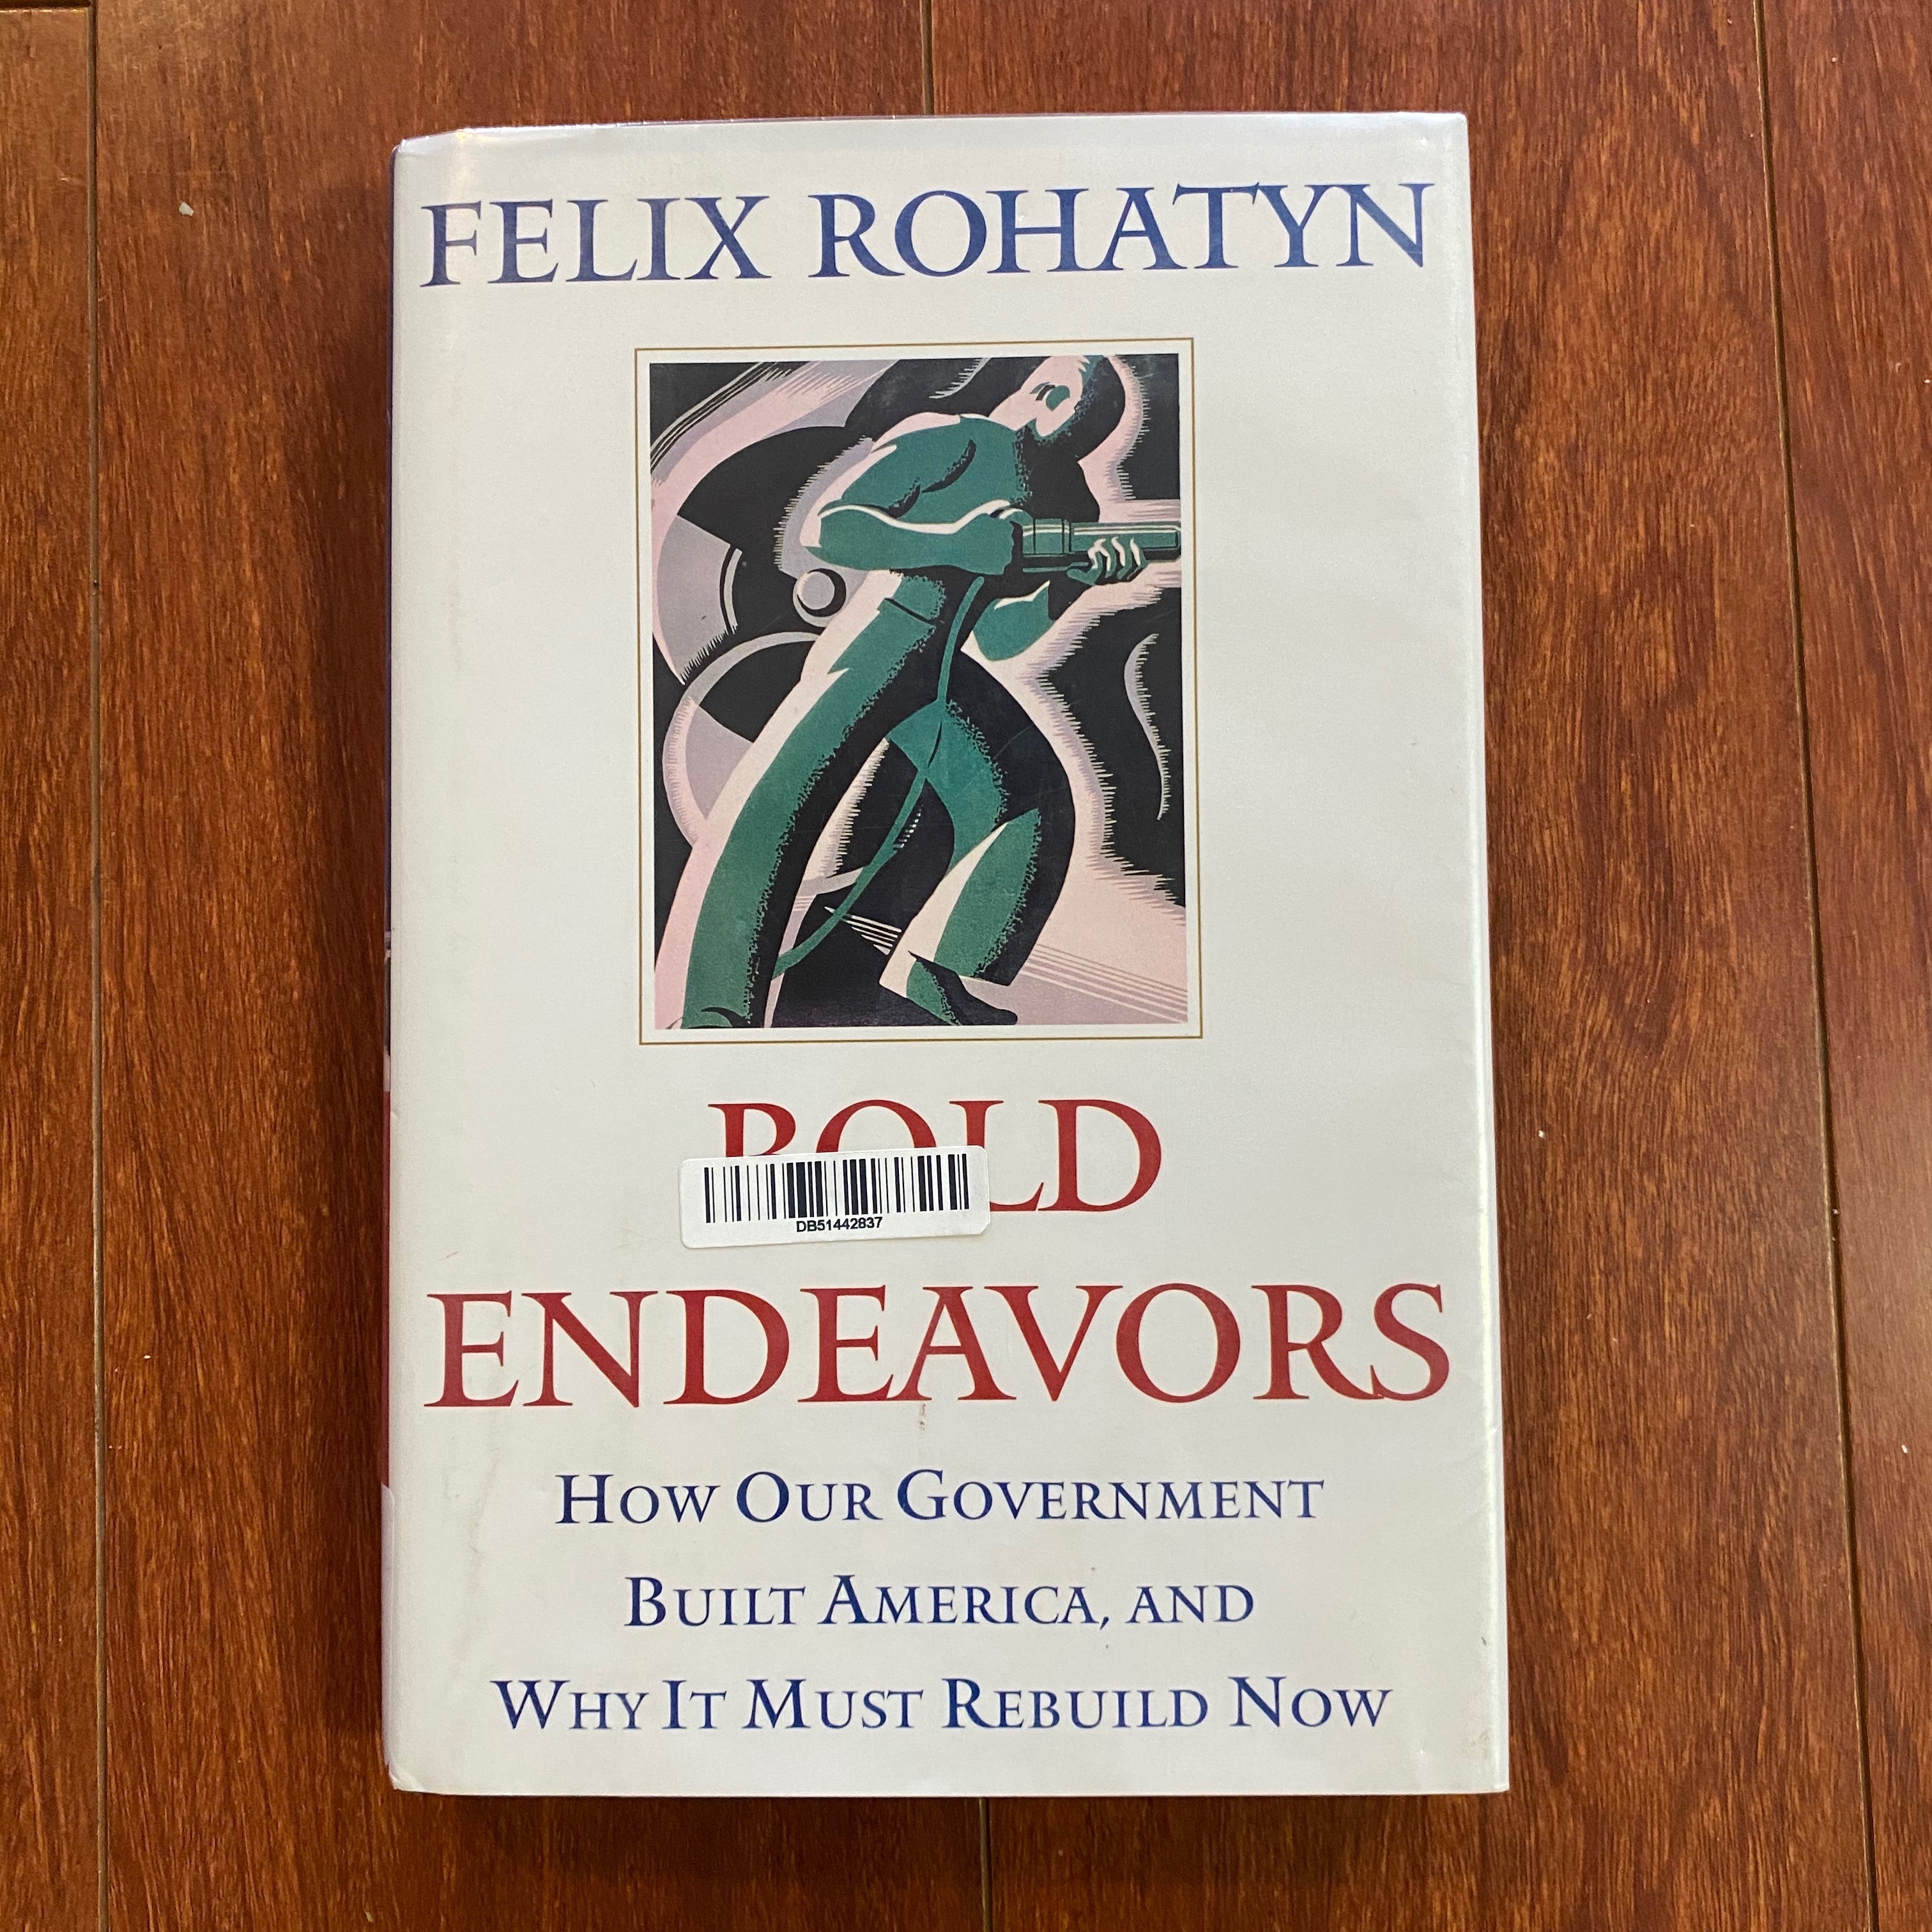 FELIX ROHATYN
BOLD
DB51442837
ENDEAVORS
HOW OUR GOVERNMENT
BUILT AMERICA, AND
WHY IT MUST REBUILD NOW